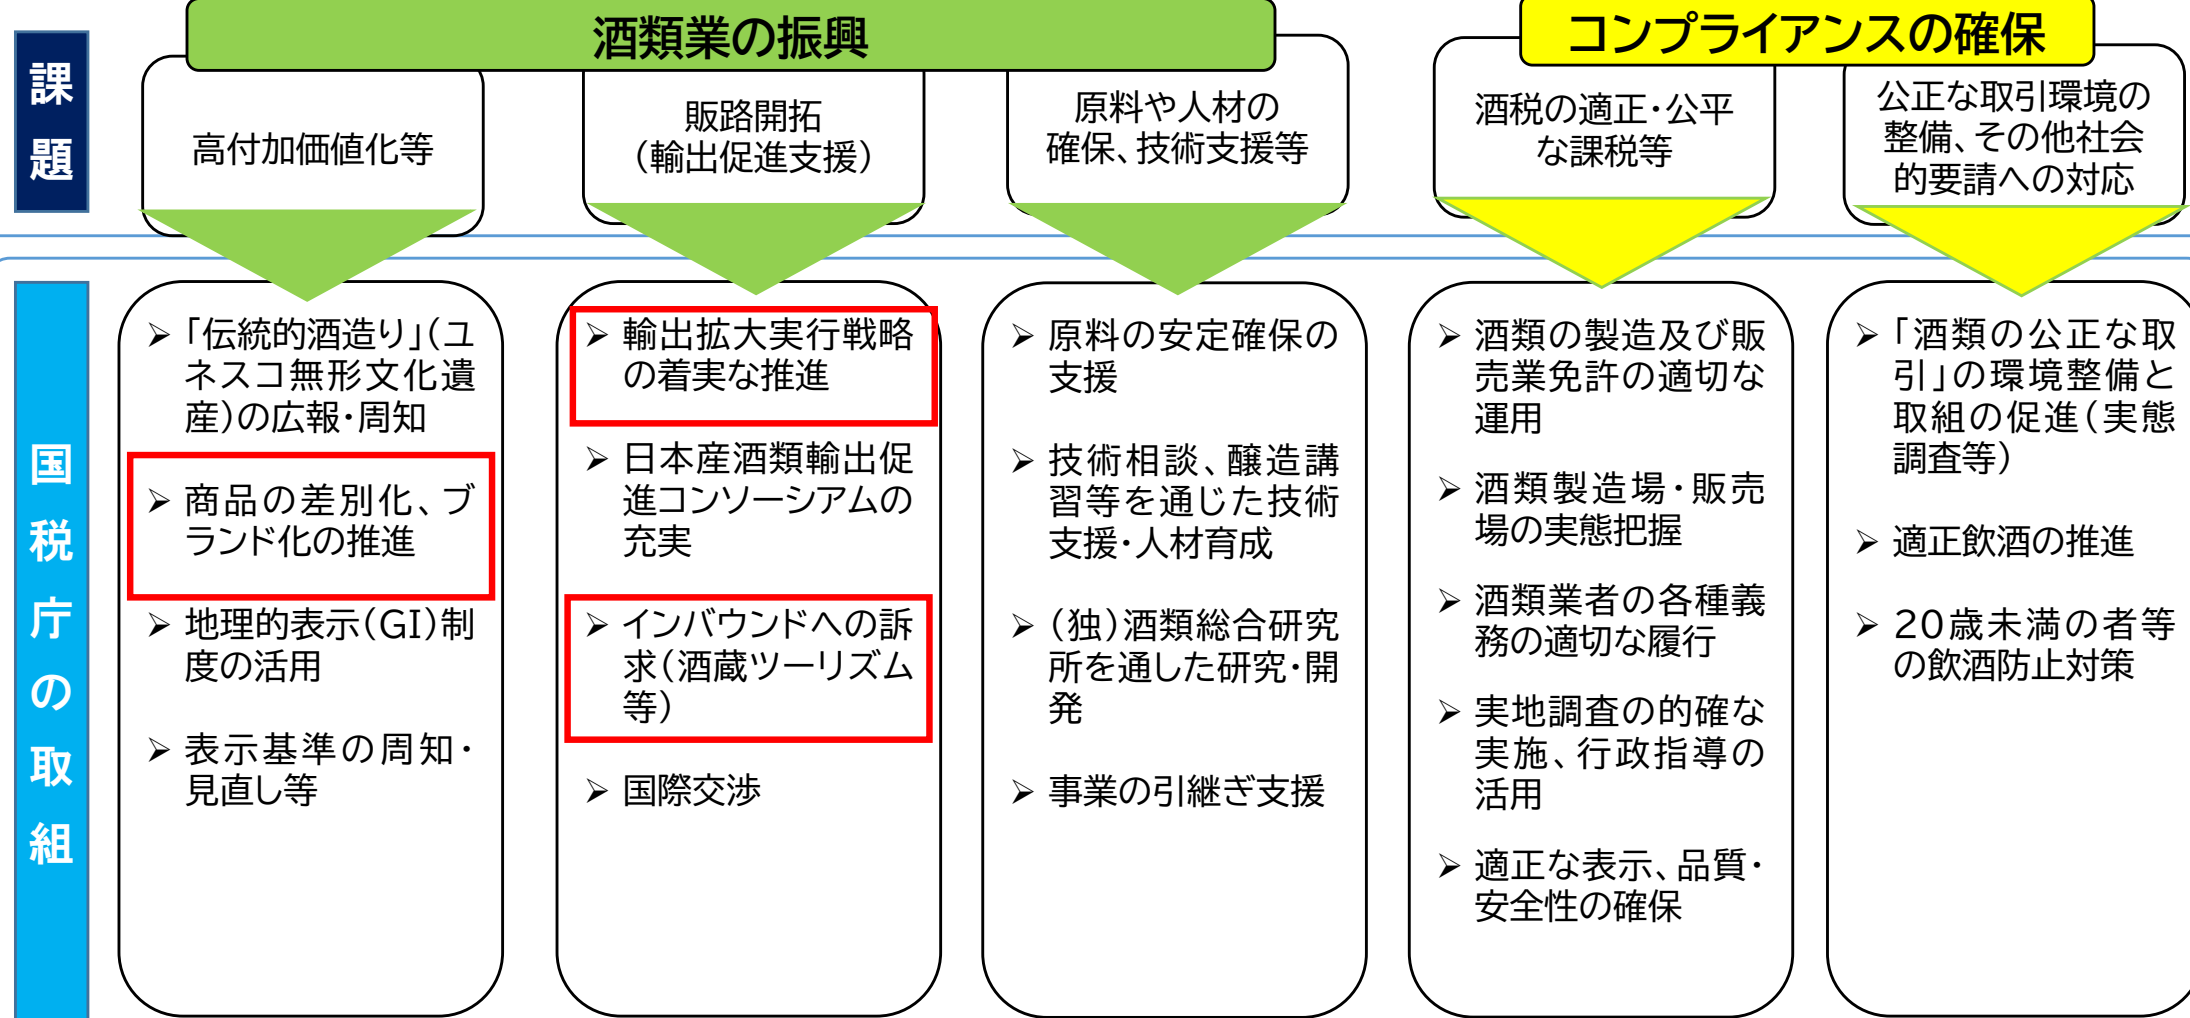 酒類業の振興
コンプライアンスの確保
課題
高付加価値化等
販路開拓
（輸出促進支援）
原料や人材の
確保、技術支援等
酒税の適正・公平
な課税等
公正な取引環境の
整備、その他社会
的要請への対応
国税庁の取組
➢ 「伝統的酒造り」（ユ
ネスコ無形文化遺
産）の広報・周知
➢ 商品の差別化、ブ
ランド化の推進
➢ 地理的表示（GI）制
度の活用
➢ 表示基準の周知・
見直し等
➢ 輸出拡大実行戦略
の着実な推進
➢ 日本産酒類輸出促
進コンソーシアムの
充実
➢ インバウンドへの訴
求（酒蔵ツーリズム
等）
➢ 国際交渉
➢ 原料の安定確保の
支援
➢ 技術相談、醸造講
習等を通じた技術
支援・人材育成
➢ （独）酒類総合研究
所を通した研究・開
発
➢ 事業の引継ぎ支援
➢ 酒類の製造及び販
売業免許の適切な
運用
➢ 酒類製造場・販売
場の実態把握
➢ 酒類業者の各種義
務の適切な履行
➢ 実地調査の的確な
実施、行政指導の
活用
➢ 適正な表示、品質・
安全性の確保
➢ 「酒類の公正な取
引」の環境整備と
取組の促進（実態
調査等）
➢ 適正飲酒の推進
➢ 20歳未満の者等
の飲酒防止対策